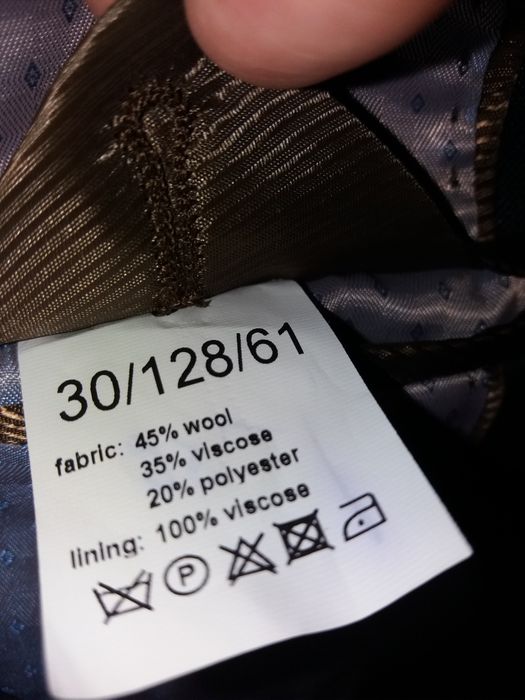 30/128/61
fabric: 45% wool
35% viscose
20% polyester
lining: 100% viscose
P